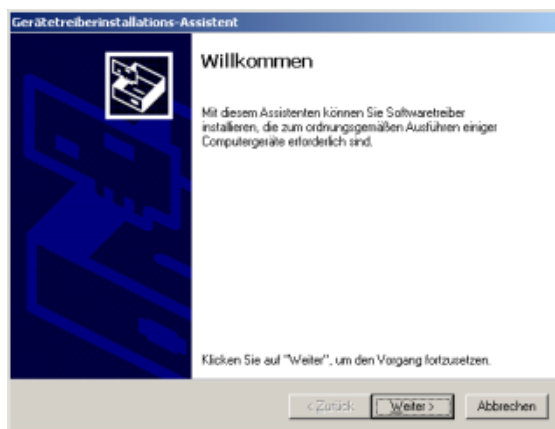 Gerätetreiberinstallations-Assistent
Willkommen
Mit diesem Assistenten können Sie Softwaretreiber
installieren, die zum ordnungsgemäßen Ausführen einiger
Computergeräte erforderlich sind.
Klicken Sie auf "Weiter", um den Vorgang fortzusetzen.
< Zurück
Weiter >
Abbrechen